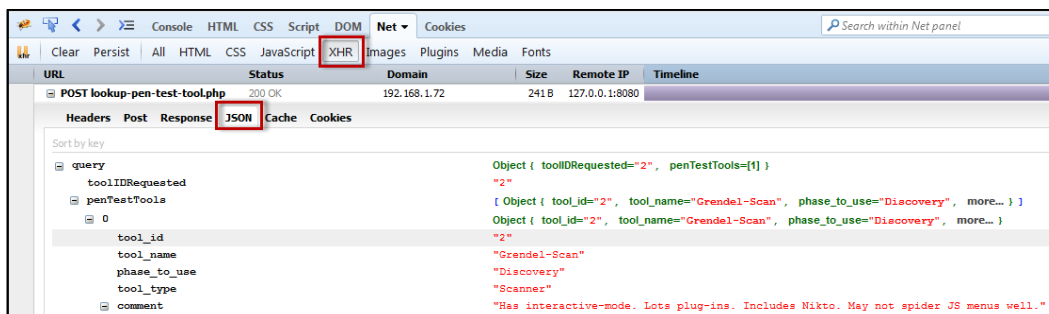 Console HTML CSS Script DOM Net Cookies Search within Net panel
xhr Clear Persist All HTML CSS JavaScript XHR Images Plugins Media Fonts
URL Status Domain Size Remote IP Timeline
POST lookup-pen-test-tool.php 200 OK 192.168.1.72 241 B 127.0.0.1:8080
Headers Post Response JSON Cache Cookies
Sort by key
query Object { toolIDRequested="2", penTestTools=[1] }
toolIDRequested "2"
penTestTools [ Object { tool_id="2", tool_name="Grendel-Scan", phase_to_use="Discovery", more... } ]
0 Object { tool_id="2", tool_name="Grendel-Scan", phase_to_use="Discovery", more... }
tool_id "2"
tool_name "Grendel-Scan"
phase_to_use "Discovery"
tool_type "Scanner"
comment "Has interactive-mode. Lots plug-ins. Includes Nikto. May not spider JS menus well."